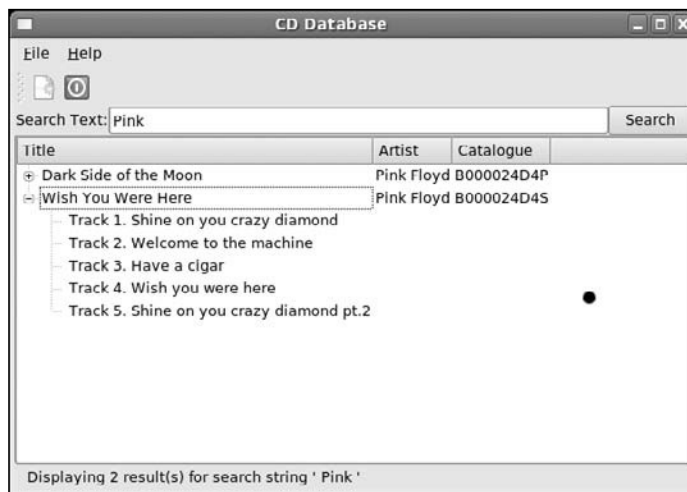 CD Database
File Help
Search Text: Pink Search
Title Artist Catalogue
Dark Side of the Moon Pink Floyd B000024D4P
Wish You Were Here Pink Floyd B000024D4S
Track 1. Shine on you crazy diamond
Track 2. Welcome to the machine
Track 3. Have a cigar
Track 4. Wish you were here
Track 5. Shine on you crazy diamond pt.2
Displaying 2 result(s) for search string ' Pink '